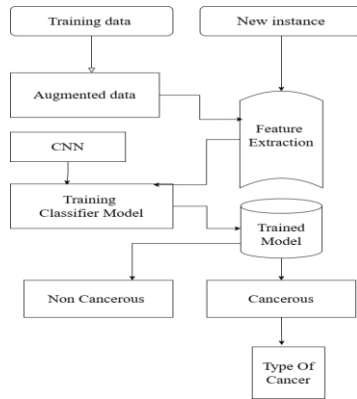 Training data
New instance
Augmented data
Feature
Extraction
CNN
Training
Classifier Model
Trained
Model
Non Cancerous
Cancerous
Type Of
Cancer